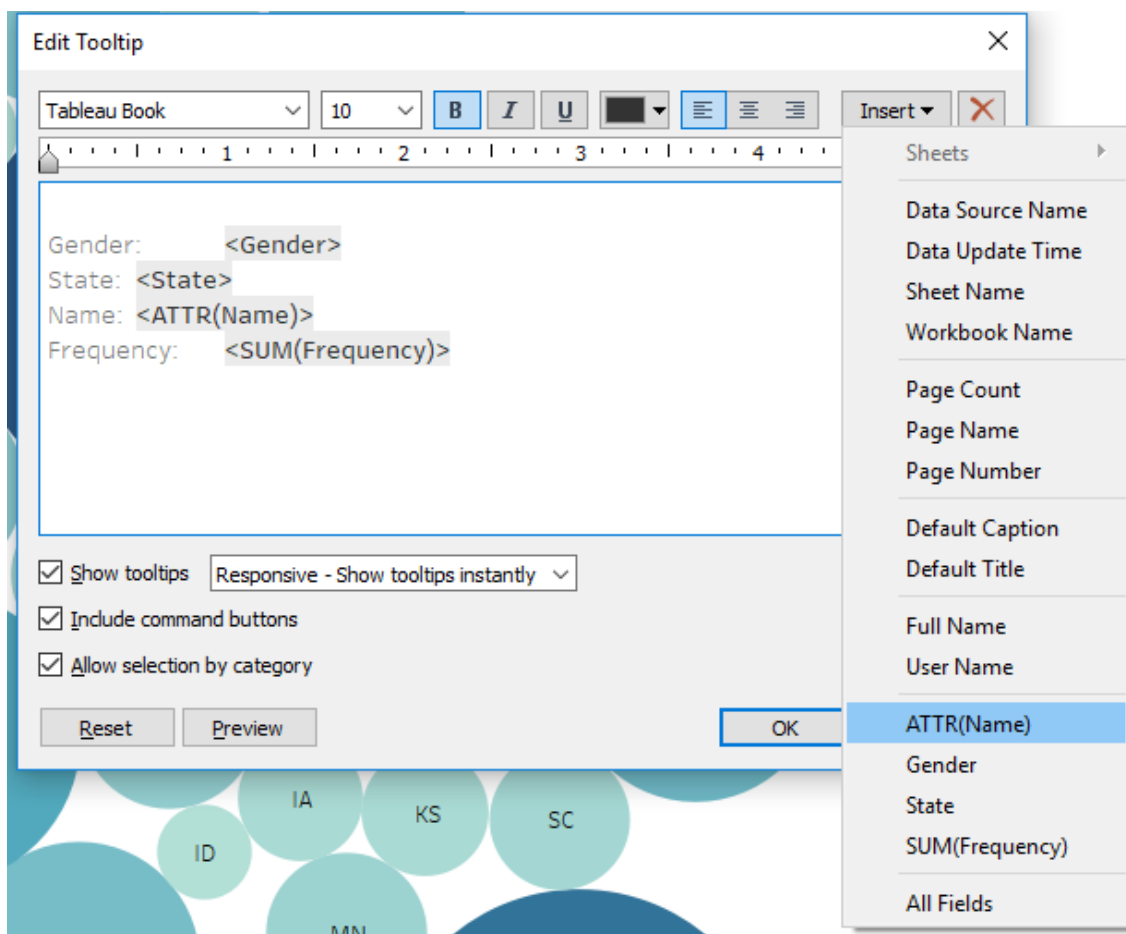 Edit Tooltip
Tableau Book 10 B I U Insert
1 2 3 4
Gender: <Gender>
State: <State>
Name: <ATTR(Name)>
Frequency: <SUM(Frequency)>
Show tooltips Responsive - Show tooltips instantly
Include command buttons
Allow selection by category
Reset Preview OK
Sheets
Data Source Name
Data Update Time
Sheet Name
Workbook Name
Page Count
Page Name
Page Number
Default Caption
Default Title
Full Name
User Name
ATTR(Name)
Gender
State
SUM(Frequency)
All Fields
IA
KS
SC
ID
MN